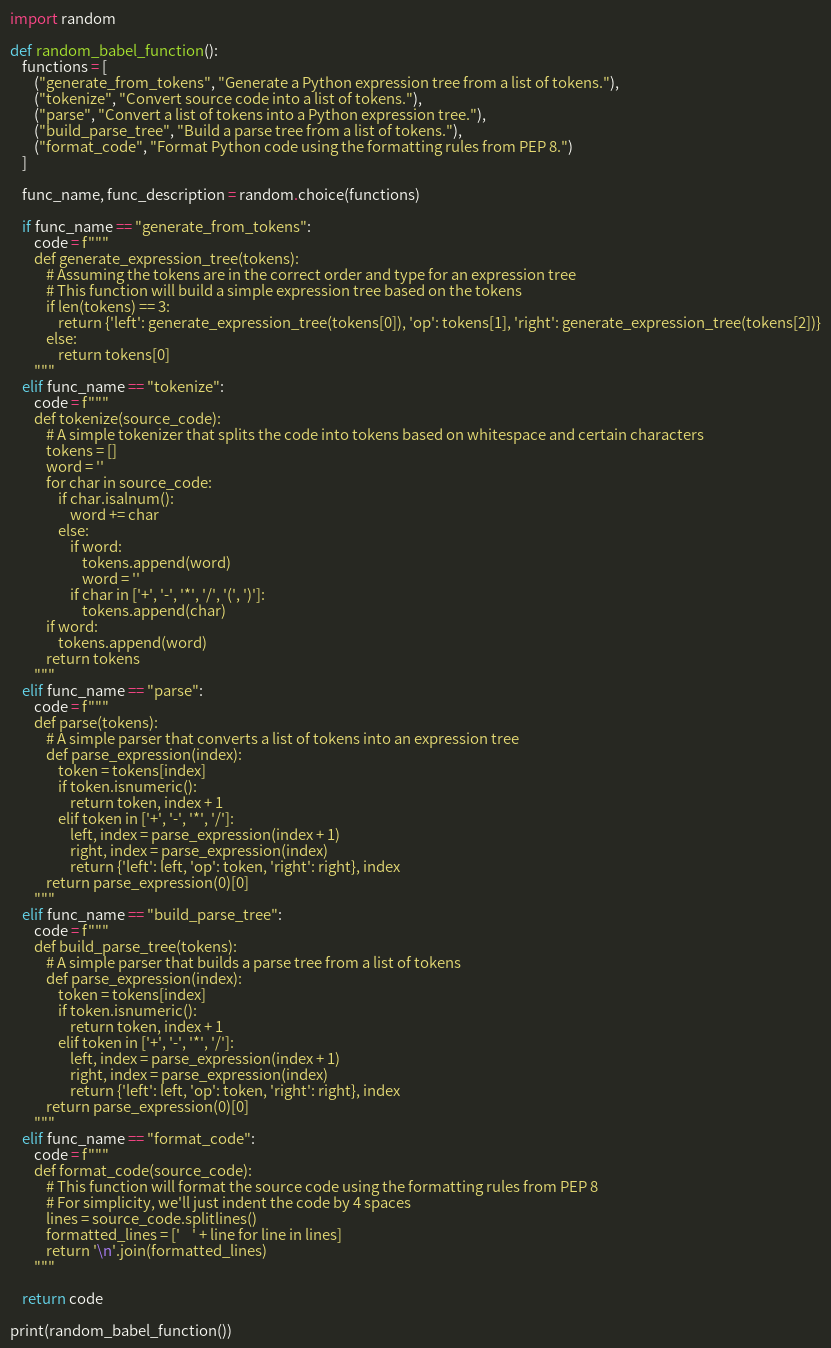 import random

def random_babel_function():
    functions = [
        ("generate_from_tokens", "Generate a Python expression tree from a list of tokens."),
        ("tokenize", "Convert source code into a list of tokens."),
        ("parse", "Convert a list of tokens into a Python expression tree."),
        ("build_parse_tree", "Build a parse tree from a list of tokens."),
        ("format_code", "Format Python code using the formatting rules from PEP 8.")
    ]

    func_name, func_description = random.choice(functions)

    if func_name == "generate_from_tokens":
        code = f"""
        def generate_expression_tree(tokens):
            # Assuming the tokens are in the correct order and type for an expression tree
            # This function will build a simple expression tree based on the tokens
            if len(tokens) == 3:
                return {'left': generate_expression_tree(tokens[0]), 'op': tokens[1], 'right': generate_expression_tree(tokens[2])}
            else:
                return tokens[0]
        """
    elif func_name == "tokenize":
        code = f"""
        def tokenize(source_code):
            # A simple tokenizer that splits the code into tokens based on whitespace and certain characters
            tokens = []
            word = ''
            for char in source_code:
                if char.isalnum():
                    word += char
                else:
                    if word:
                        tokens.append(word)
                        word = ''
                    if char in ['+', '-', '*', '/', '(', ')']:
                        tokens.append(char)
            if word:
                tokens.append(word)
            return tokens
        """
    elif func_name == "parse":
        code = f"""
        def parse(tokens):
            # A simple parser that converts a list of tokens into an expression tree
            def parse_expression(index):
                token = tokens[index]
                if token.isnumeric():
                    return token, index + 1
                elif token in ['+', '-', '*', '/']:
                    left, index = parse_expression(index + 1)
                    right, index = parse_expression(index)
                    return {'left': left, 'op': token, 'right': right}, index
            return parse_expression(0)[0]
        """
    elif func_name == "build_parse_tree":
        code = f"""
        def build_parse_tree(tokens):
            # A simple parser that builds a parse tree from a list of tokens
            def parse_expression(index):
                token = tokens[index]
                if token.isnumeric():
                    return token, index + 1
                elif token in ['+', '-', '*', '/']:
                    left, index = parse_expression(index + 1)
                    right, index = parse_expression(index)
                    return {'left': left, 'op': token, 'right': right}, index
            return parse_expression(0)[0]
        """
    elif func_name == "format_code":
        code = f"""
        def format_code(source_code):
            # This function will format the source code using the formatting rules from PEP 8
            # For simplicity, we'll just indent the code by 4 spaces
            lines = source_code.splitlines()
            formatted_lines = ['    ' + line for line in lines]
            return '\n'.join(formatted_lines)
        """

    return code

print(random_babel_function())